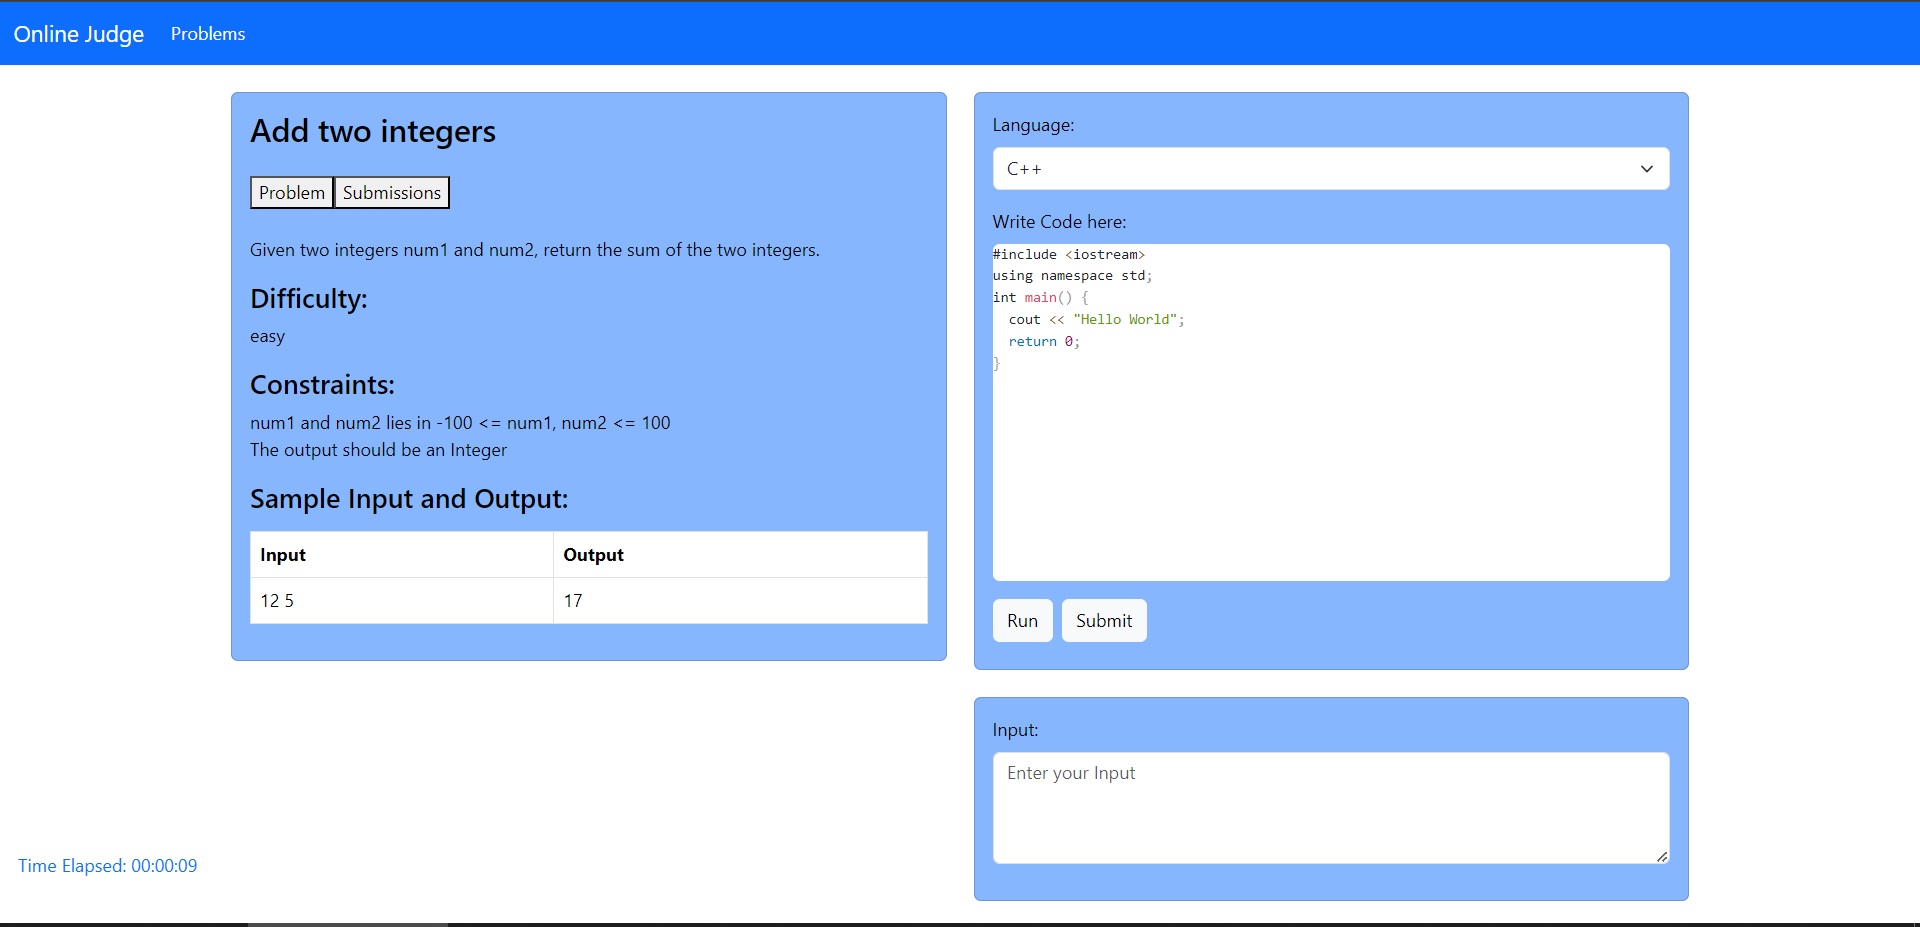 Online Judge Problems
Add two integers
Problem Submissions
Given two integers num1 and num2, return the sum of the two integers.
Difficulty:
easy
Constraints:
num1 and num2 lies in -100 <= num1, num2 <= 100
The output should be an Integer
Sample Input and Output:
Input Output
12 5 17
Language:
C++
Write Code here:
#include <iostream>
using namespace std;
int main() {
  cout << "Hello World";
  return 0;
}
Run Submit
Input:
Enter your Input
Time Elapsed: 00:00:09